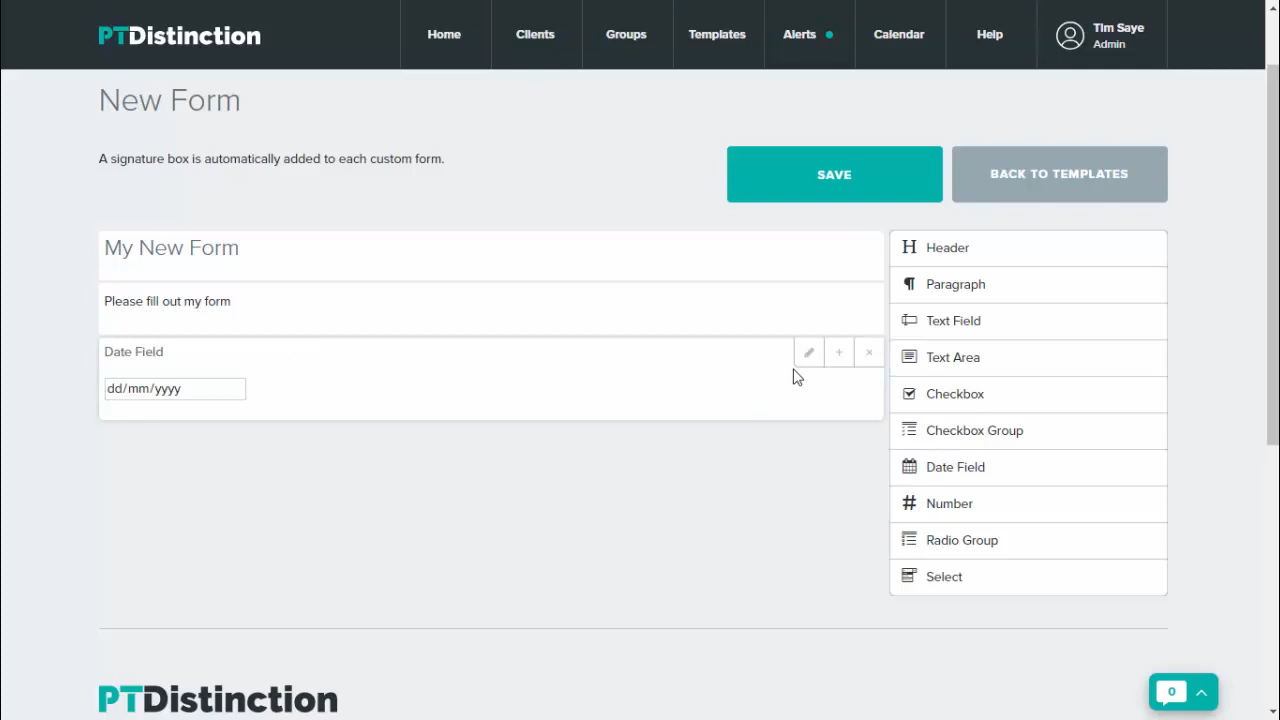 PTDistinction
Home
Clients
Groups
Templates
Alerts
Calendar
Help
Tim Saye
Admin
New Form
A signature box is automatically added to each custom form.
SAVE
BACK TO TEMPLATES
My New Form
Please fill out my form
Date Field
dd/mm/yyyy
H Header
¶ Paragraph
Text Field
Text Area
Checkbox
Checkbox Group
Date Field
# Number
Radio Group
Select
PTDistinction
0